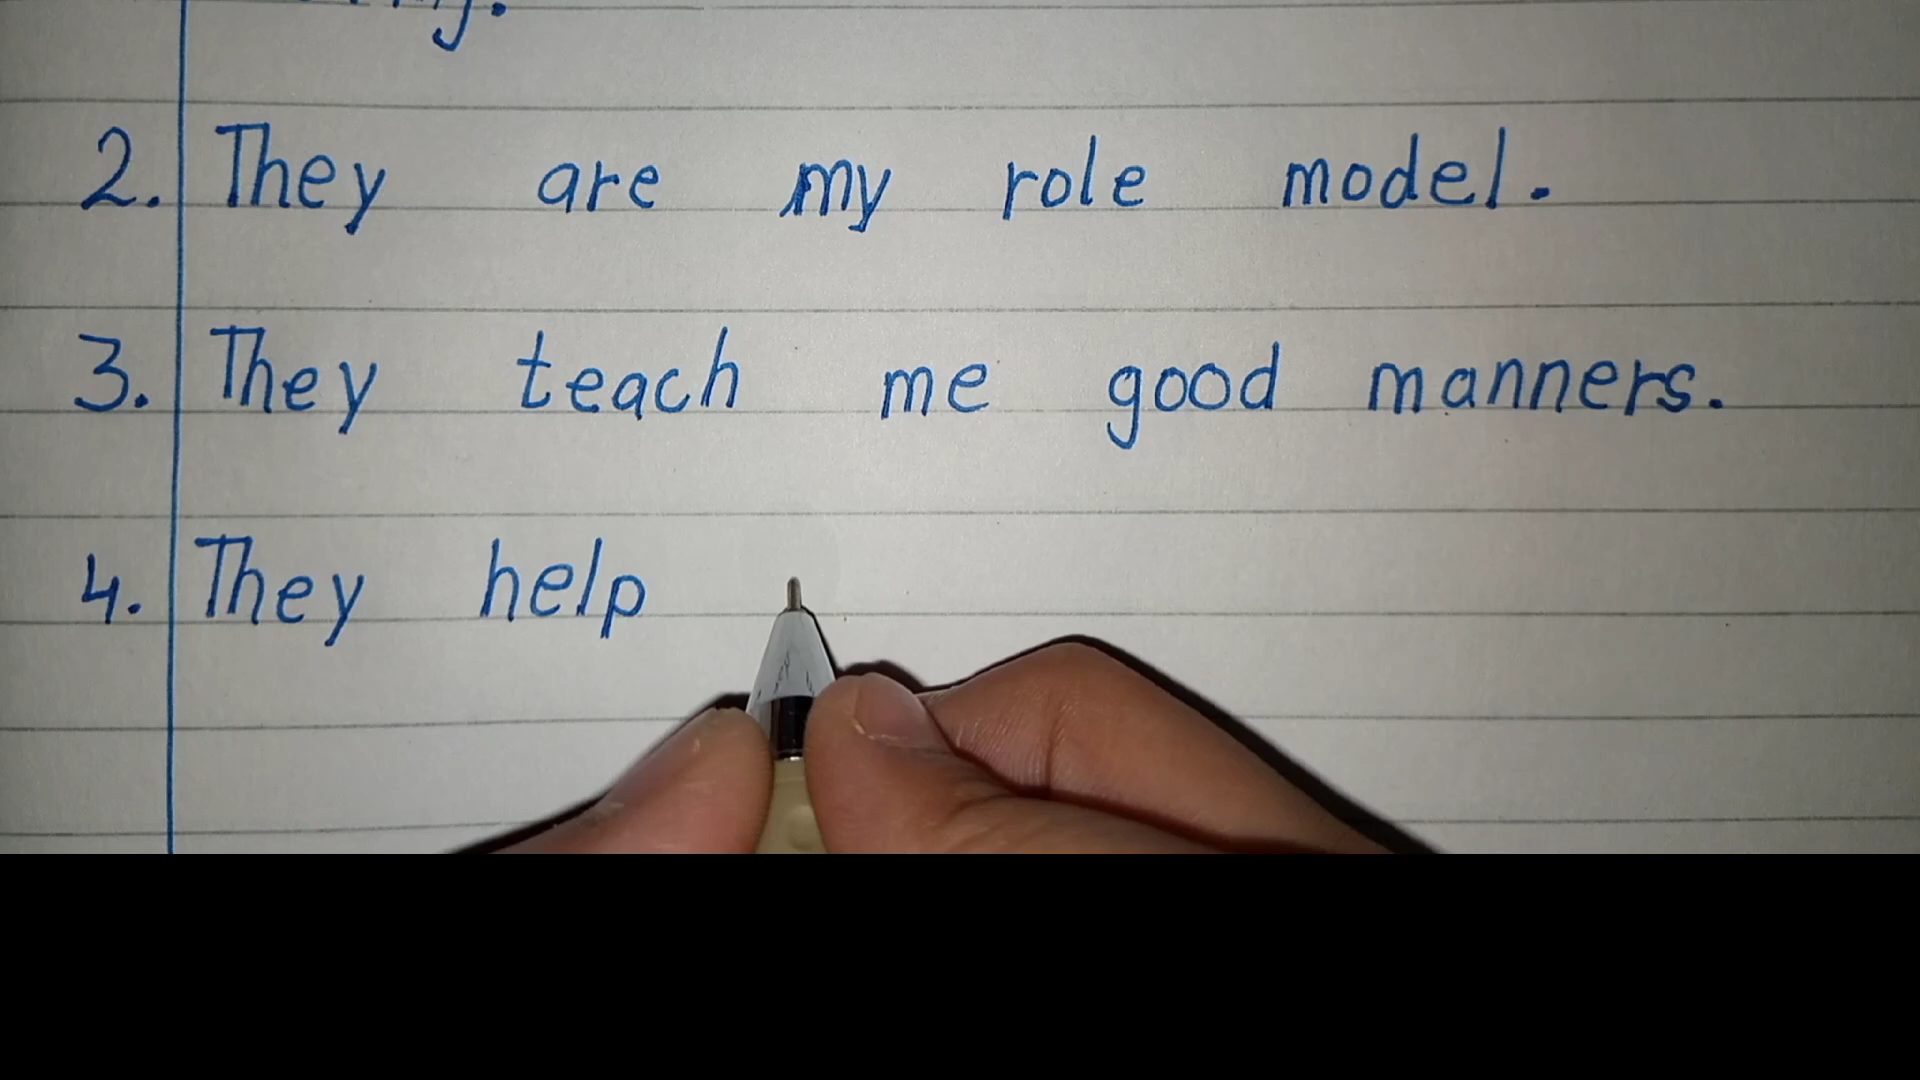 2. They are my role model.
3. They teach me good manners.
4. They help